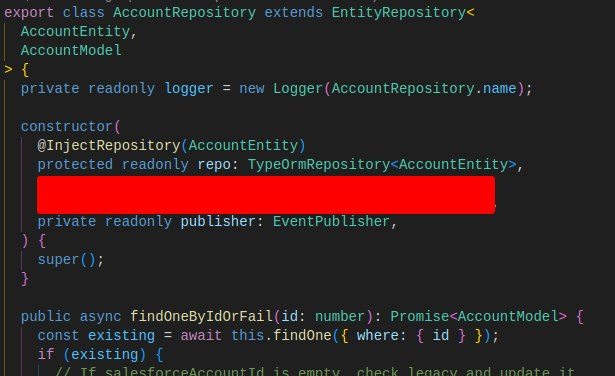 export class AccountRepository extends EntityRepository<
  AccountEntity,
  AccountModel
> {
  private readonly logger = new Logger(AccountRepository.name);

  constructor(
    @InjectRepository(AccountEntity)
    protected readonly repo: TypeOrmRepository<AccountEntity>,
    private readonly publisher: EventPublisher,
  ) {
    super();
  }

  public async findOneByIdOrFail(id: number): Promise<AccountModel> {
    const existing = await this.findOne({ where: { id } });
    if (existing) {
      // If salesforceAccountId is empty, check legacy and update it